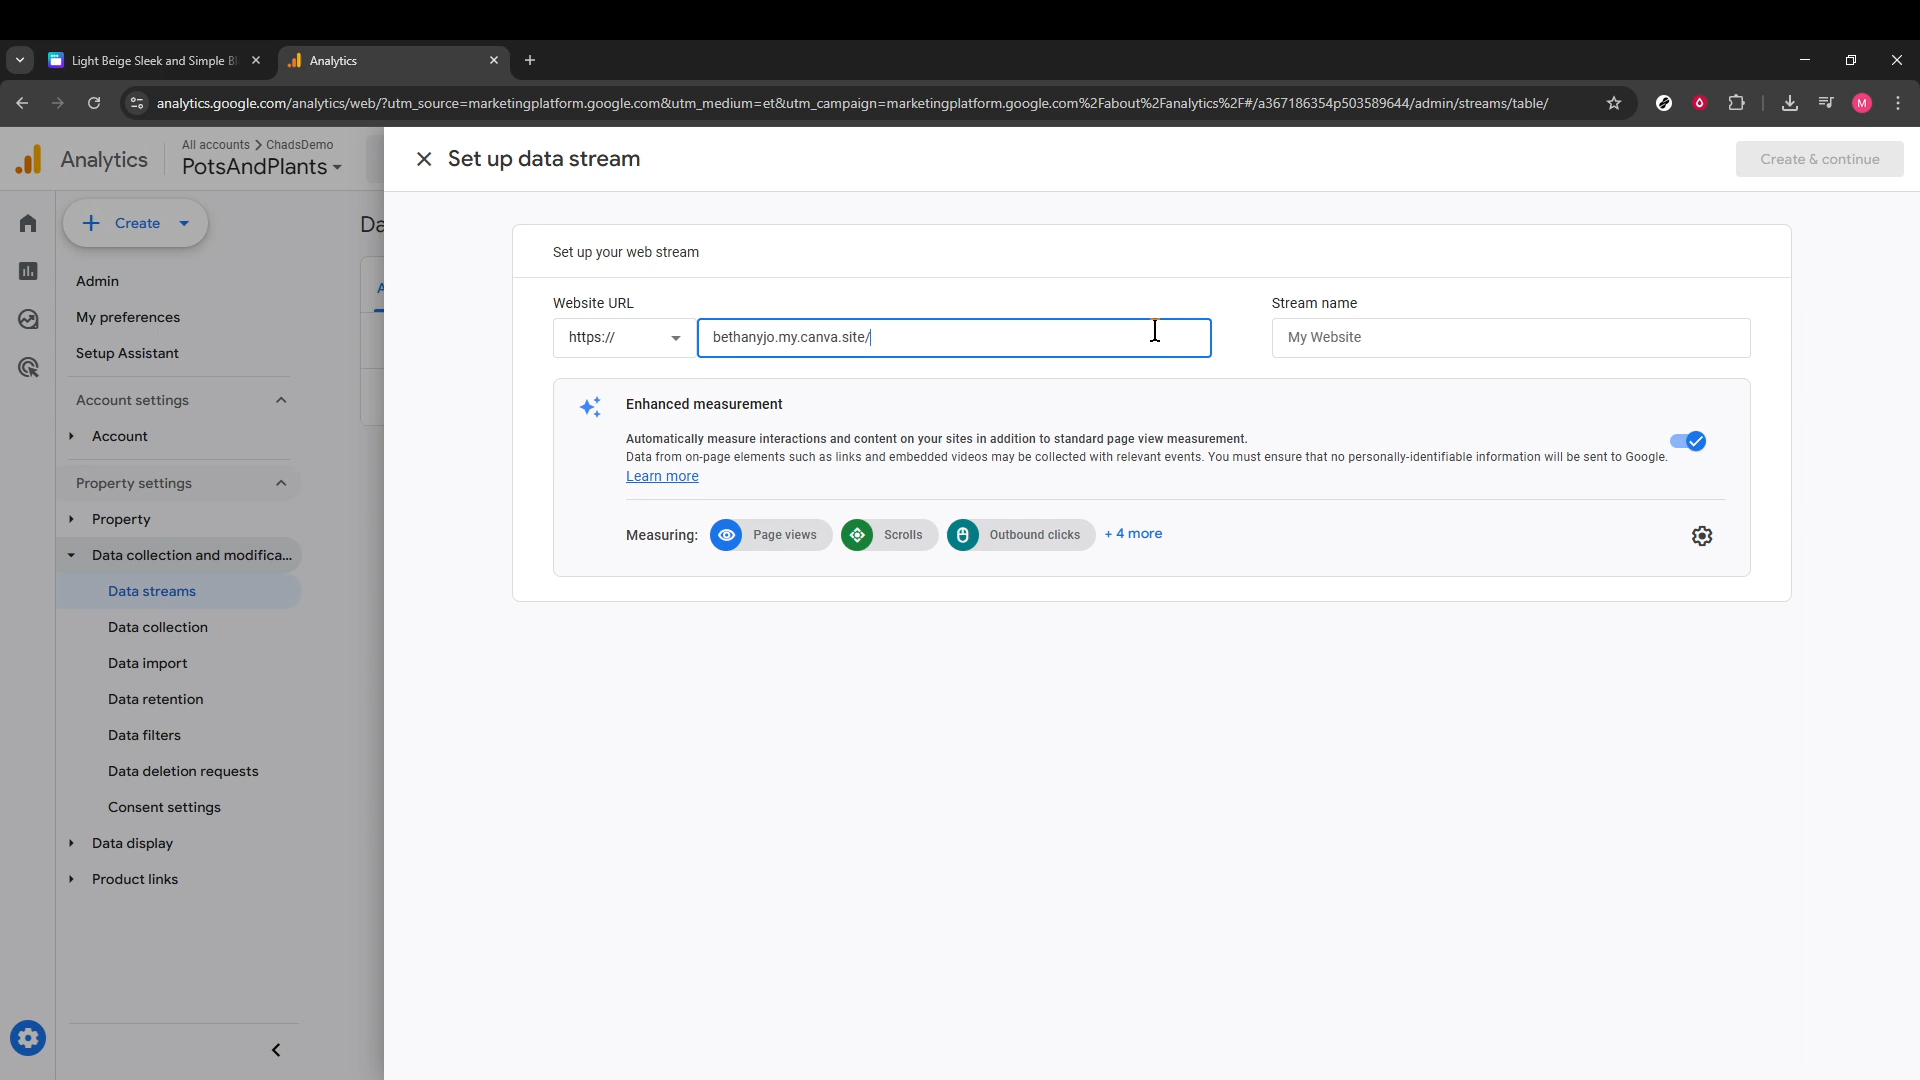 Light Beige Sleek and Simple Bl
Analytics
analytics.google.com/analytics/web/?utm_source=marketingplatform.google.com&utm_medium=et&utm_campaign=marketingplatform.google.com%2Fabout%2Fanalytics%2F#/a367186354p503589644/admin/streams/table/
M
Analytics
All accounts > ChadsDemo
PotsAndPlants
Set up data stream
Create & continue
Create
Da
Admin
My preferences
Setup Assistant
Account settings
Account
Property settings
Property
Data collection and modifica...
Data streams
Data collection
Data import
Data retention
Data filters
Data deletion requests
Consent settings
Data display
Product links
A
Set up your web stream
Website URL
Stream name
https://
bethanyjo.my.canva.site/
My Website
Enhanced measurement
Automatically measure interactions and content on your sites in addition to standard page view measurement.
Data from on-page elements such as links and embedded videos may be collected with relevant events. You must ensure that no personally-identifiable information will be sent to Google.
Learn more
Measuring:
Page views
Scrolls
Outbound clicks
+ 4 more